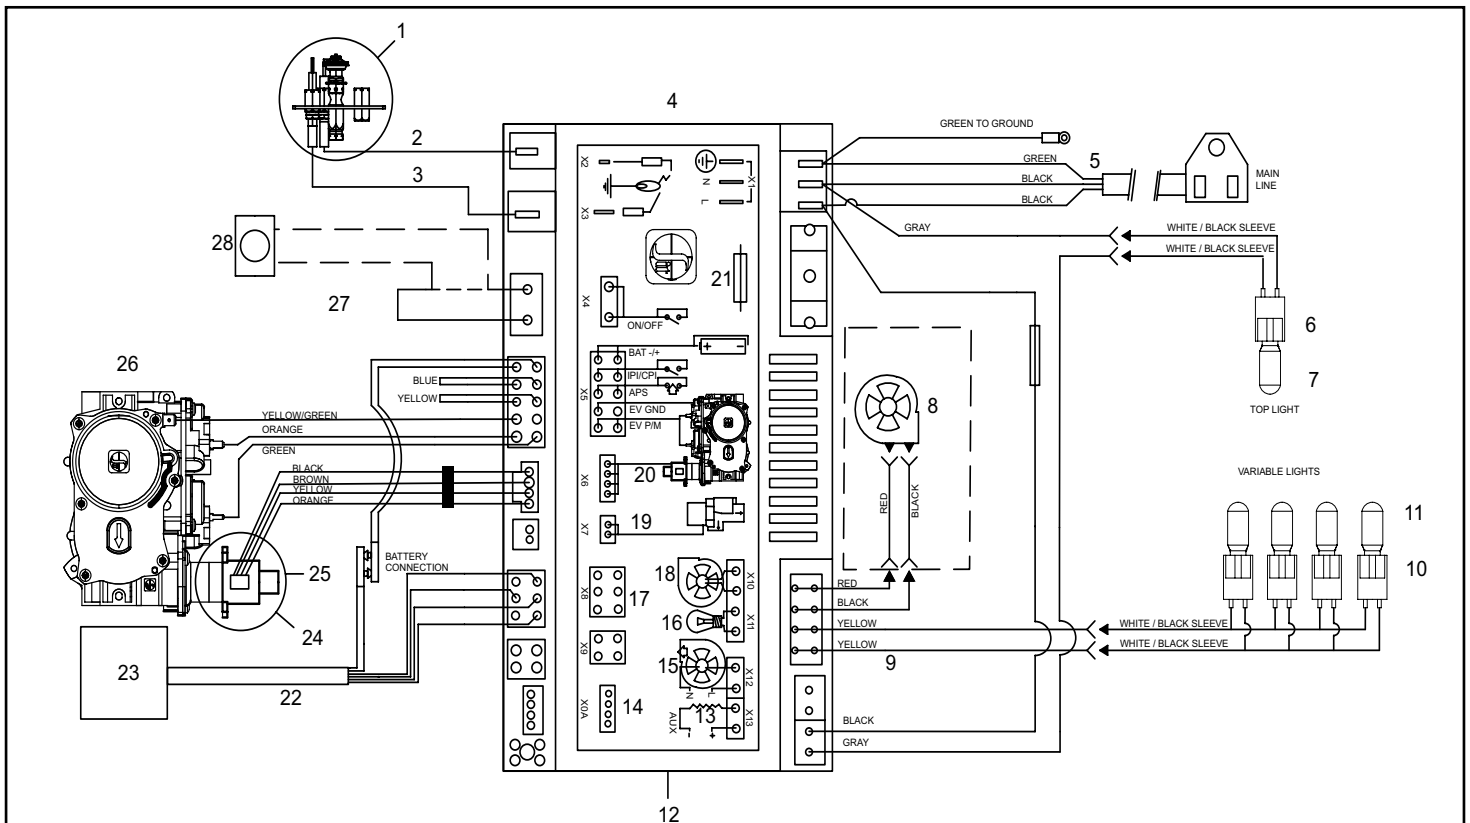 1
4
2
GREEN TO GROUND
X2
X1
N
L
GREEN
5
BLACK
MAIN
LINE
3
X3
BLACK
28
GRAY
WHITE / BLACK SLEEVE
WHITE / BLACK SLEEVE
21
27
X4
ON/OFF
6
7
TOP LIGHT
BAT -/+
+ -
26
BLUE
IPI/CPI
X5
YELLOW
APS
8
YELLOW/GREEN
EV GND
ORANGE
EV P/M
GREEN
BLACK
BROWN
YELLOW
ORANGE
20
X6
VARIABLE LIGHTS
RED
BLACK
19
X7
11
BATTERY
CONNECTION
25
18
X10
10
24
X8
17
RED
BLACK
16
X11
YELLOW
WHITE / BLACK SLEEVE
X9
YELLOW
WHITE / BLACK SLEEVE
23
15
X12
9
22
N
L
X0A
14
13
X13
AUX
- +
BLACK
GRAY
12